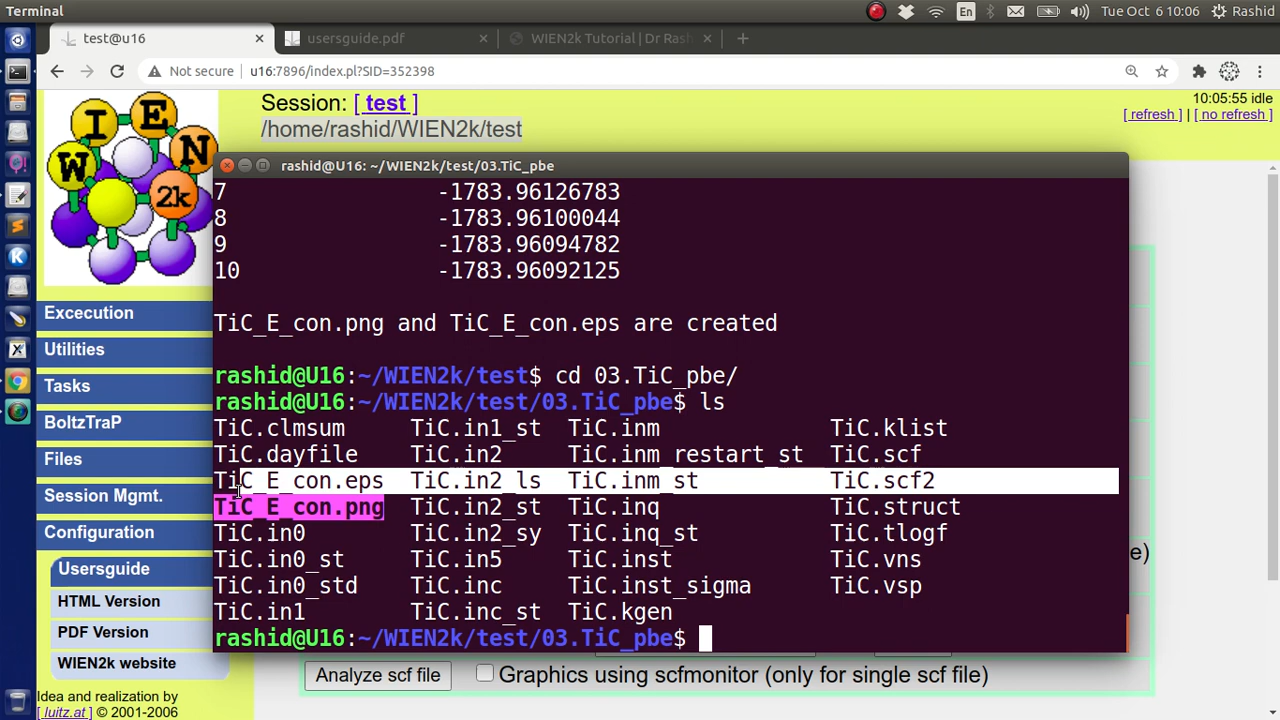 Terminal
En
Tue Oct 6 10:06
Rashid
test@u16
usersguide.pdf
WIEN2k Tutorial | Dr Rash
Not secure
u16:7896/index.pl?SID=352398
W I E N 2k
Session: [ test ]
/home/rashid/WIEN2k/test
10:05:55 idle
[ refresh ] | [ no refresh ]
rashid@U16: ~/WIEN2k/test/03.TiC_pbe
7 -1783.96126783
8 -1783.96100044
9 -1783.96094782
10 -1783.96092125
TiC_E_con.png and TiC_E_con.eps are created
rashid@U16:~/WIEN2k/test$ cd 03.TiC_pbe/
rashid@U16:~/WIEN2k/test/03.TiC_pbe$ ls
TiC.clmsum TiC.in1_st TiC.inm TiC.klist
TiC.dayfile TiC.in2 TiC.inm_restart_st TiC.scf
TiC_E_con.eps TiC.in2_ls TiC.inm_st TiC.scf2
TiC_E_con.png TiC.in2_st TiC.inq TiC.struct
TiC.in0 TiC.in2_sy TiC.inq_st TiC.tlogf
TiC.in0_st TiC.in5 TiC.inst TiC.vns
TiC.in0_std TiC.inc TiC.inst_sigma TiC.vsp
TiC.in1 TiC.inc_st TiC.kgen
rashid@U16:~/WIEN2k/test/03.TiC_pbe$
Excecution
Utilities
Tasks
BoltzTraP
Files
Session Mgmt.
Configuration
Usersguide
HTML Version
PDF Version
WIEN2k website
Idea and realization by
[ luitz.at ] © 2001-2006
e)
Analyze scf file
Graphics using scfmonitor (only for single scf file)